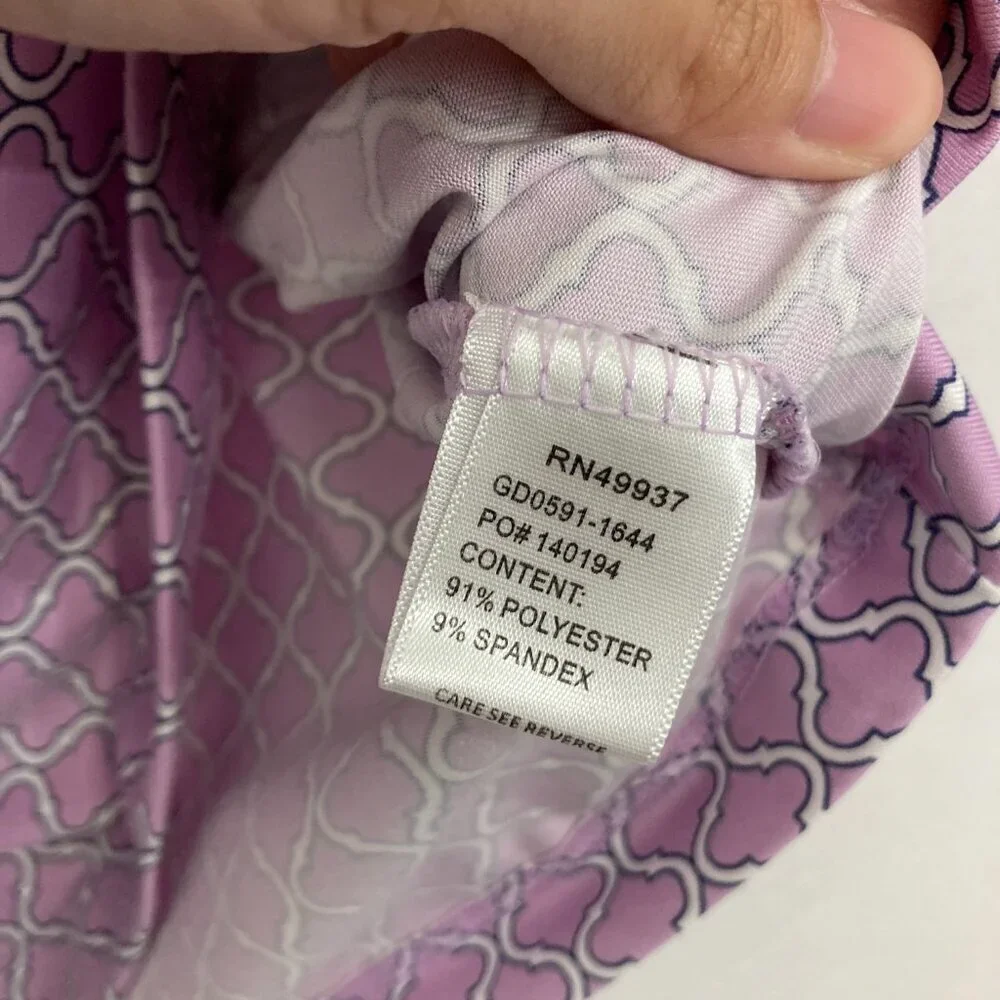 RN49937
GD0591-1644
PO# 140194
CONTENT:
91% POLYESTER
9% SPANDEX
CARE SEE REVERSE